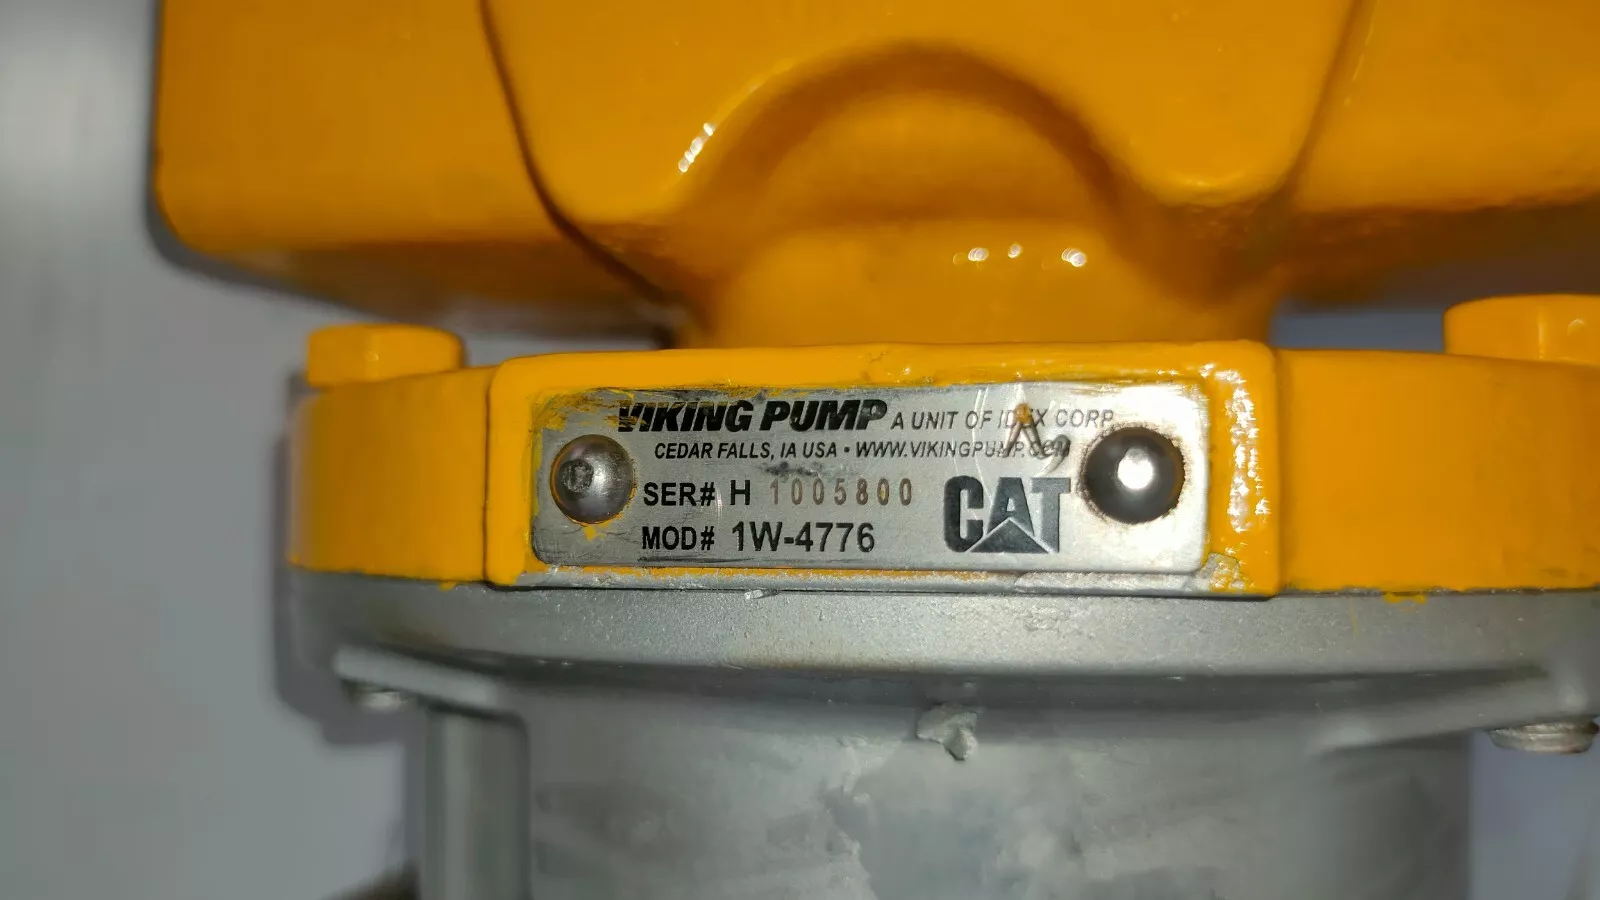 VIKING PUMP A UNIT OF IDEX CORP.
CEDAR FALLS, IA USA • WWW.VIKINGPUMP.COM
SER# H 1005800
MOD# 1W-4776
CAT